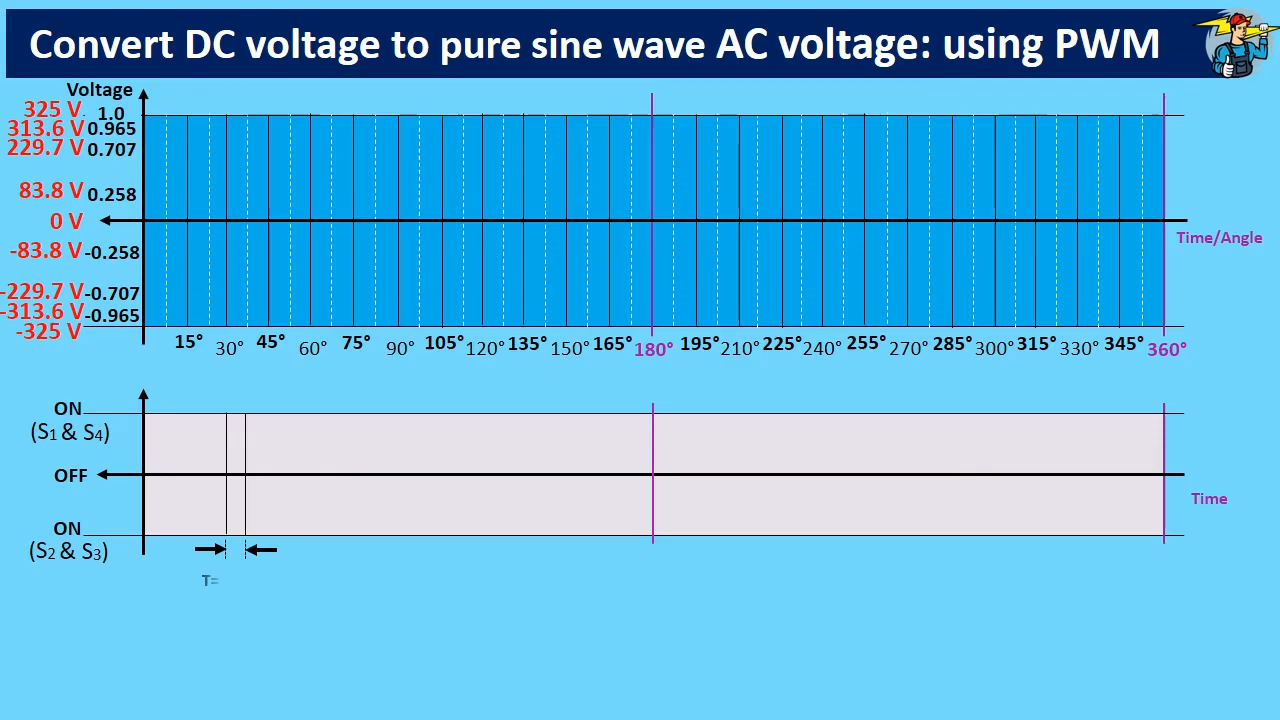 Convert DC voltage to pure sine wave AC voltage: using PWM
Voltage
325 V 1.0
313.6 V 0.965
229.7 V 0.707
83.8 V 0.258
0 V
-83.8 V -0.258
-229.7 V -0.707
-313.6 V -0.965
-325 V
Time/Angle
15° 30° 45° 60° 75° 90° 105° 120° 135° 150° 165° 180° 195° 210° 225° 240° 255° 270° 285° 300° 315° 330° 345° 360°
ON
(S1 & S4)
OFF
ON
(S2 & S3)
Time
T=